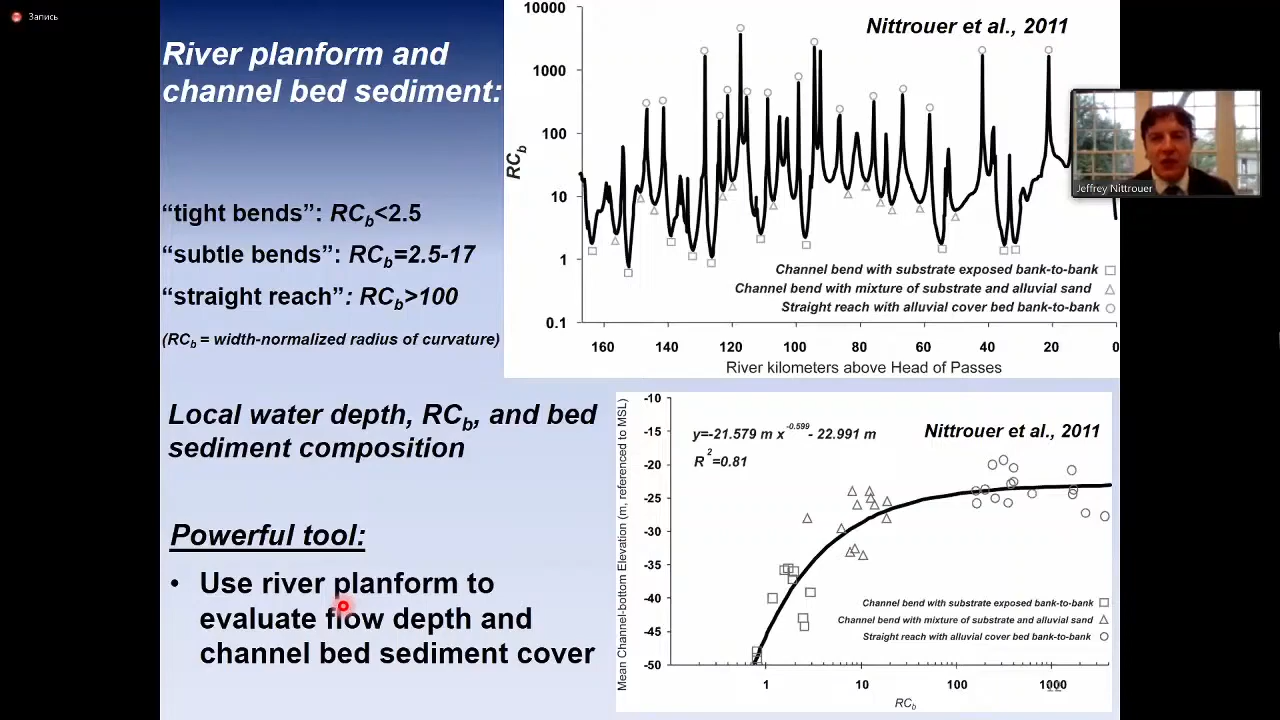 Запись
River planform and
channel bed sediment:
“tight bends”: RCb<2.5
“subtle bends”: RCb=2.5-17
“straight reach”: RCb>100
(RCb = width-normalized radius of curvature)
Nittrouer et al., 2011
10000
1000
100
10
1
0.1
RCb
160 140 120 100 80 60 40 20 0
River kilometers above Head of Passes
Channel bend with substrate exposed bank-to-bank
Channel bend with mixture of substrate and alluvial sand
Straight reach with alluvial cover bed bank-to-bank
Jeffrey Nittrouer
Local water depth, RCb, and bed
sediment composition
Powerful tool:
• Use river planform to
evaluate flow depth and
channel bed sediment cover
Mean Channel-bottom Elevation (m, referenced to MSL)
-10
-15
-20
-25
-30
-35
-40
-45
-50
y=-21.579 m x-0.599- 22.991 m
R2=0.81
Nittrouer et al., 2011
Channel bend with substrate exposed bank-to-bank
Channel bend with mixture of substrate and alluvial sand
Straight reach with alluvial cover bed bank-to-bank
1 10 100 1000
RCb